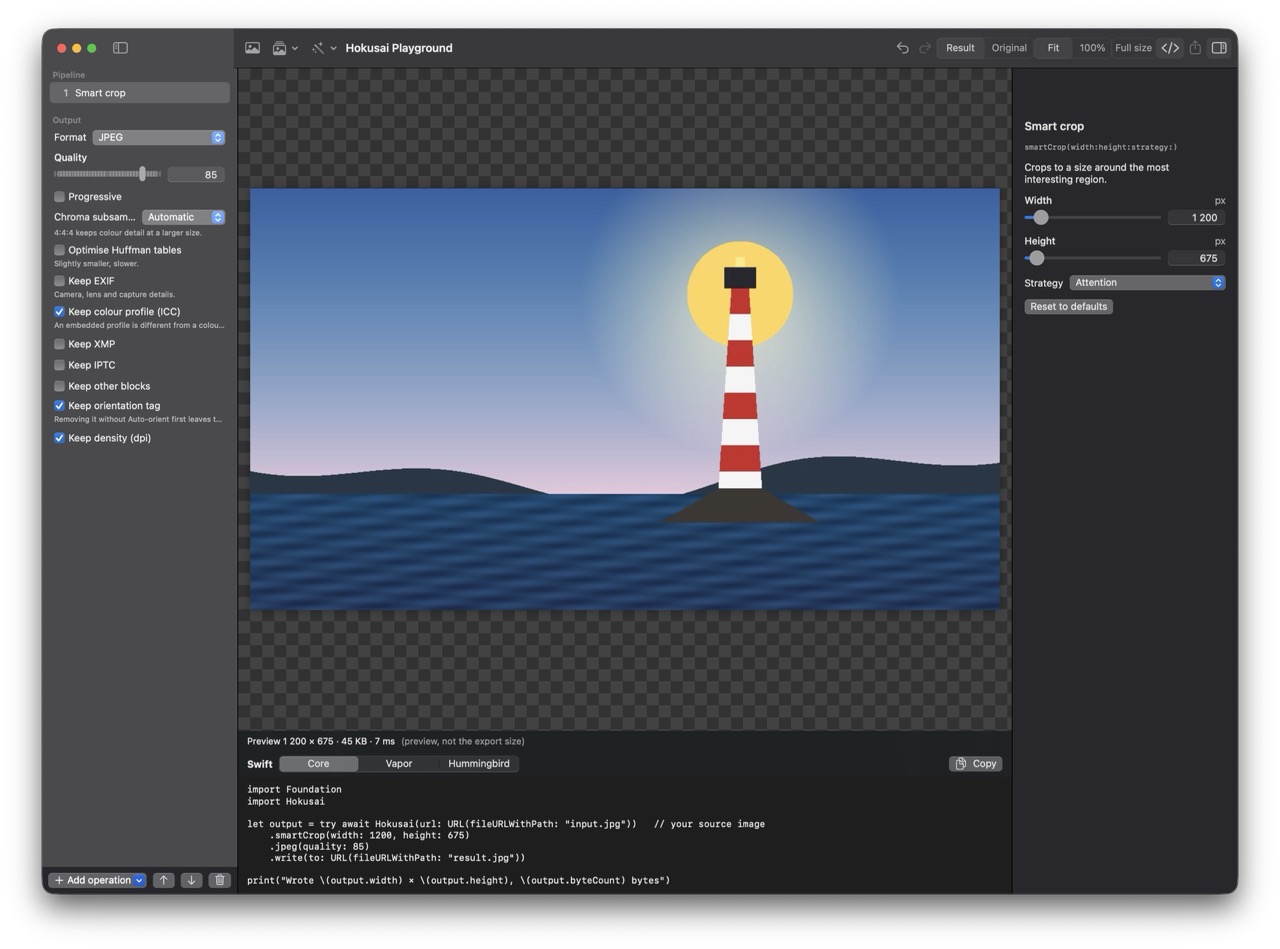 Hokusai Playground
Result
Original
Fit
100%
Full size
Pipeline
1 Smart crop
Output
Format JPEG
Quality
85
Progressive
Chroma subsam... Automatic
4:4:4 keeps colour detail at a larger size.
Optimise Huffman tables
Slightly smaller, slower.
Keep EXIF
Camera, lens and capture details.
Keep colour profile (ICC)
An embedded profile is different from a colou...
Keep XMP
Keep IPTC
Keep other blocks
Keep orientation tag
Removing it without Auto-orient first leaves t...
Keep density (dpi)
+ Add operation
Preview 1 200 × 675 · 45 KB · 7 ms (preview, not the export size)
Swift Core Vapor Hummingbird Copy
import Foundation
import Hokusai
let output = try await Hokusai(url: URL(fileURLWithPath: "input.jpg")) // your source image
.smartCrop(width: 1200, height: 675)
.jpeg(quality: 85)
.write(to: URL(fileURLWithPath: "result.jpg"))
print("Wrote \(output.width) × \(output.height), \(output.byteCount) bytes")
Smart crop
smartCrop(width:height:strategy:)
Crops to a size around the most
interesting region.
Width px
1 200
Height px
675
Strategy Attention
Reset to defaults